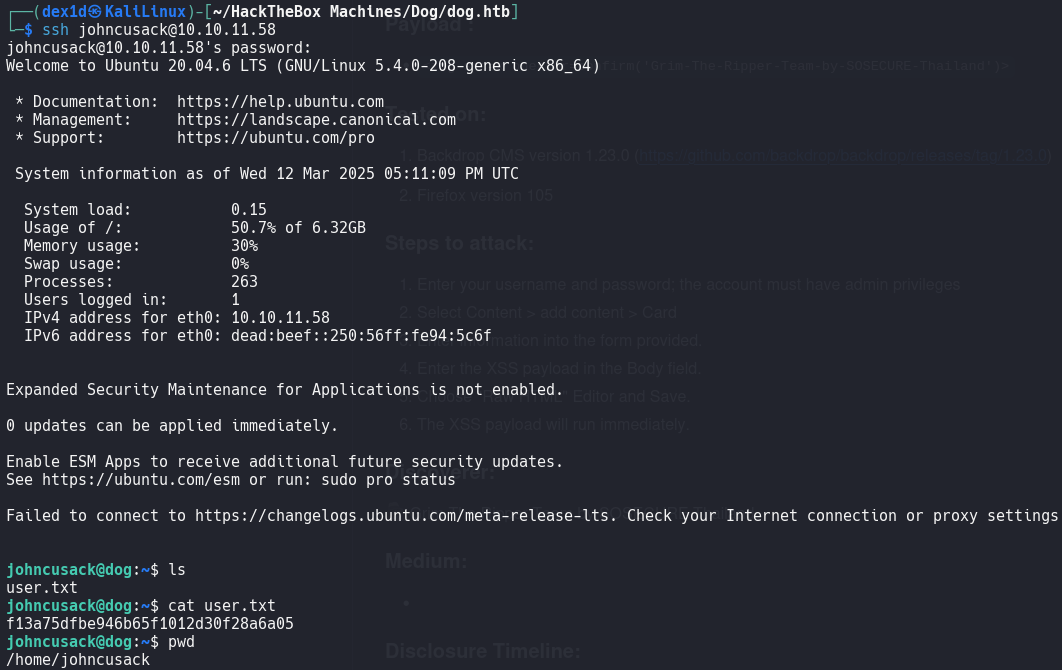 ┌──(dex1d㉿KaliLinux)-[~/HackTheBox Machines/Dog/dog.htb]
└─$ ssh johncusack@10.10.11.58
johncusack@10.10.11.58's password:
Welcome to Ubuntu 20.04.6 LTS (GNU/Linux 5.4.0-208-generic x86_64)
* Documentation: https://help.ubuntu.com
* Management: https://landscape.canonical.com
* Support: https://ubuntu.com/pro
System information as of Wed 12 Mar 2025 05:11:09 PM UTC
System load: 0.15
Usage of /: 50.7% of 6.32GB
Memory usage: 30%
Swap usage: 0%
Processes: 263
Users logged in: 1
IPv4 address for eth0: 10.10.11.58
IPv6 address for eth0: dead:beef::250:56ff:fe94:5c6f
Expanded Security Maintenance for Applications is not enabled.
0 updates can be applied immediately.
Enable ESM Apps to receive additional future security updates.
See https://ubuntu.com/esm or run: sudo pro status
Failed to connect to https://changelogs.ubuntu.com/meta-release-lts. Check your Internet connection or proxy settings
johncusack@dog:~$ ls
user.txt
johncusack@dog:~$ cat user.txt
f13a75dfbe946b65f1012d30f28a6a05
johncusack@dog:~$ pwd
/home/johncusack
Payload :
('Grim-The-Ripper-Team-by-SOSECURE-Thailand')>
Tested on:
1. Backdrop CMS version 1.23.0 (
2. Firefox version 105
Steps to attack:
1. Enter your username and password; the account must have admin privileges
2. Select Content > add content > Card
information into the form provided.
4. Enter the XSS payload in the Body field.
Editor and Save.
6. The XSS payload will run immediately.
Discoverer:
Medium:
Disclosure Timeline: